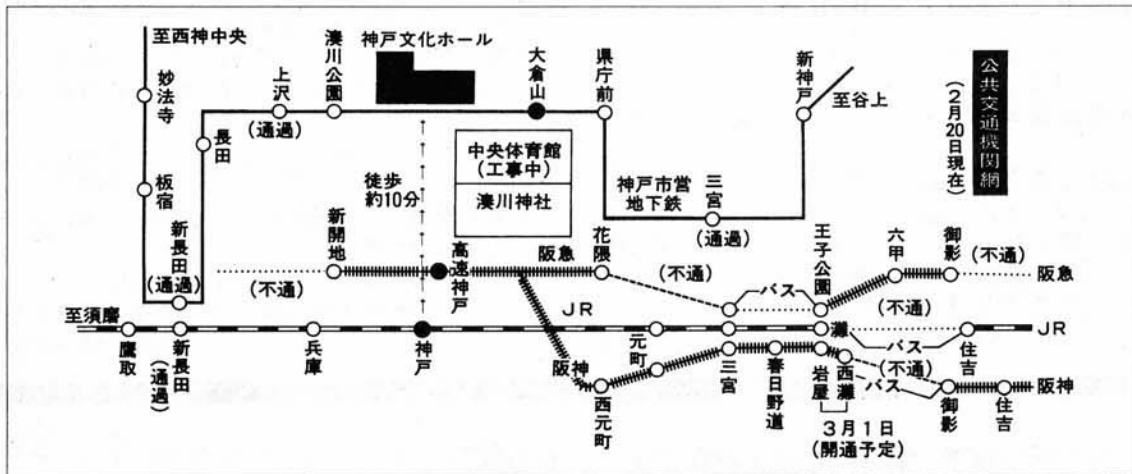 公共交通機関網
(2月20日現在)
至西神中央
妙法寺
板宿
新長田
(通過)
長田
上沢
(通過)
湊川公園
神戸文化ホール
大倉山
県庁前
新神戸
至谷上
中央体育館
(工事中)
湊川神社
徒歩
約10分
神戸市営
地下鉄
三宮
(通過)
新開地
(不通)
高速神戸
阪急
花隈
(不通)
王子公園
六甲
御影
(不通)
阪急
バス
(不通)
至須磨
JR
JR
鷹取
新長田
(通過)
兵庫
神戸
元町
三宮
灘
バス
住吉
阪神
西元町
春日野道
岩屋
西灘
(不通)
バス
御影
住吉
阪神
3月1日
(開通予定)